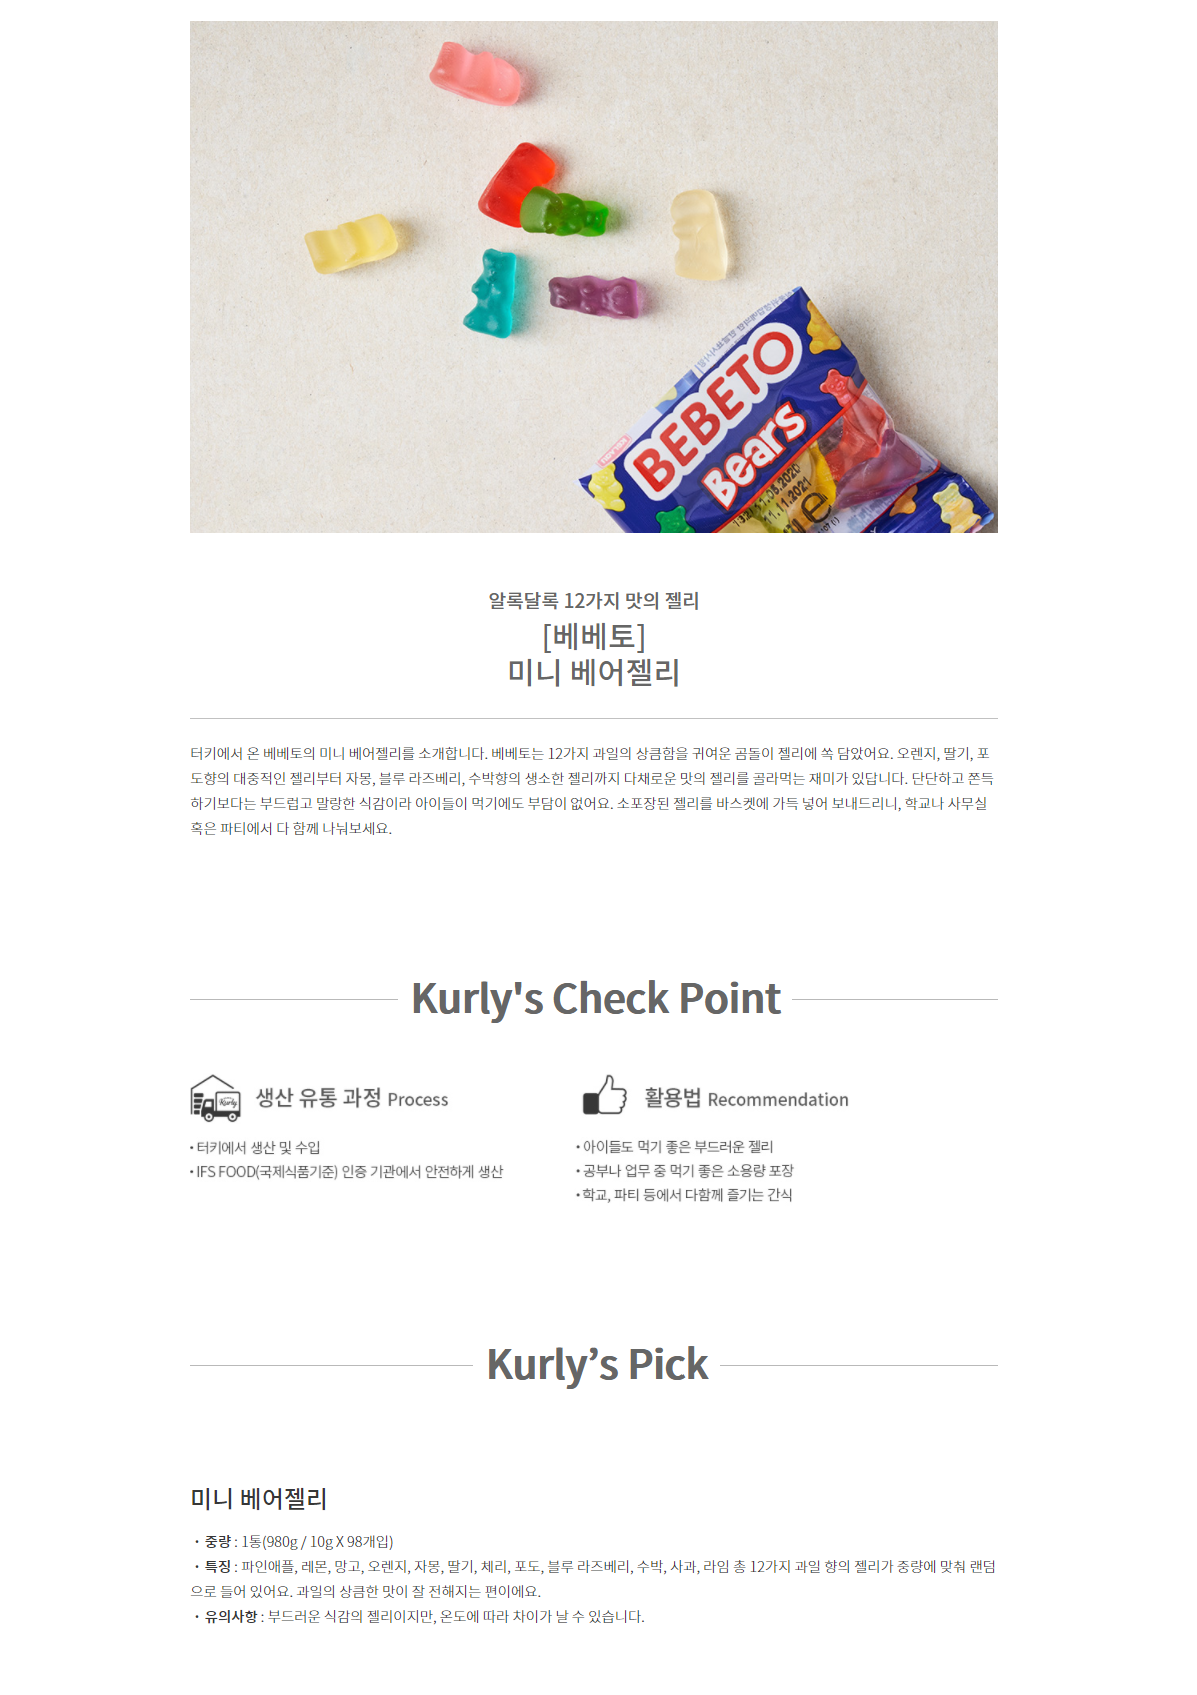 BEBETO
Bears
11.05.2020
11.11.2021
e
알록달록 12가지 맛의 젤리
[베베토]
미니 베어젤리
터키에서 온 베베토의 미니 베어젤리를 소개합니다. 베베토는 12가지 과일의 상큼함을 귀여운 곰돌이 젤리에 쏙 담았어요. 오렌지, 딸기, 포
도향의 대중적인 젤리부터 자몽, 블루 라즈베리, 수박향의 생소한 젤리까지 다채로운 맛의 젤리를 골라먹는 재미가 있답니다. 단단하고 쫀득
하기보다는 부드럽고 말랑한 식감이라 아이들이 먹기에도 부담이 없어요. 소포장된 젤리를 바스켓에 가득 넣어 보내드리니, 학교나 사무실
혹은 파티에서 다 함께 나눠보세요.
Kurly's Check Point
Kurly
생산 유통 과정 Process
• 터키에서 생산 및 수입
• IFS FOOD(국제식품기준) 인증 기관에서 안전하게 생산
활용법 Recommendation
• 아이들도 먹기 좋은 부드러운 젤리
• 공부나 업무 중 먹기 좋은 소용량 포장
• 학교, 파티 등에서 다함께 즐기는 간식
Kurly’s Pick
미니 베어젤리
・중량 : 1통(980g / 10g X 98개입)
・특징 : 파인애플, 레몬, 망고, 오렌지, 자몽, 딸기, 체리, 포도, 블루 라즈베리, 수박, 사과, 라임 총 12가지 과일 향의 젤리가 중량에 맞춰 랜덤
으로 들어 있어요. 과일의 상큼한 맛이 잘 전해지는 편이에요.
・유의사항 : 부드러운 식감의 젤리이지만, 온도에 따라 차이가 날 수 있습니다.